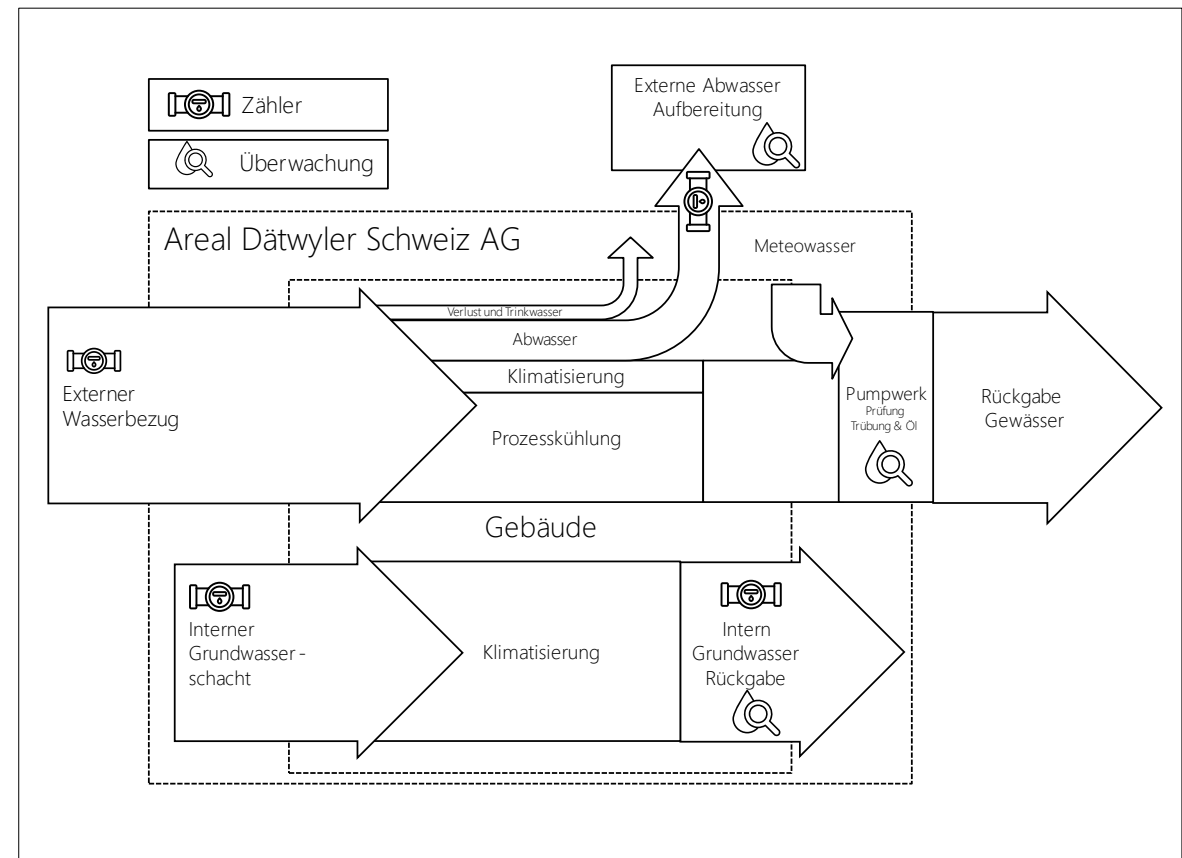 Zähler
Überwachung
Externe Abwasser
Aufbereitung
Areal Dätwyler Schweiz AG
Meteowasser
Verlust und Trinkwasser
Abwasser
Klimatisierung
Externer
Wasserbezug
Prozesskühlung
Pumpwerk
Prüfung
Trübung & Öl
Rückgabe
Gewässer
Gebäude
Interner
Grundwasser-
schacht
Klimatisierung
Intern
Grundwasser
Rückgabe